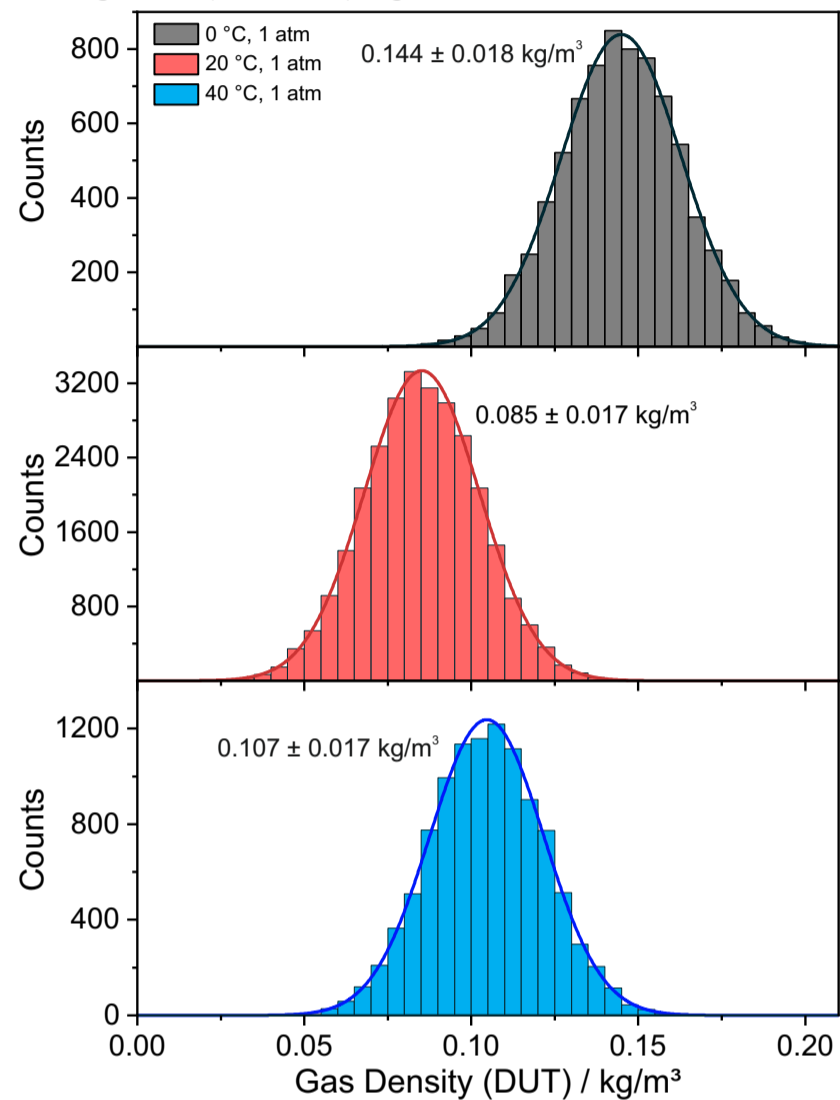 0 °C, 1 atm
20 °C, 1 atm
40 °C, 1 atm
0.144 ± 0.018 kg/m³
Counts
800
600
400
200
0.085 ± 0.017 kg/m³
Counts
3200
2400
1600
800
0.107 ± 0.017 kg/m³
Counts
1200
800
400
0
0.00 0.05 0.10 0.15 0.20
Gas Density (DUT) / kg/m³